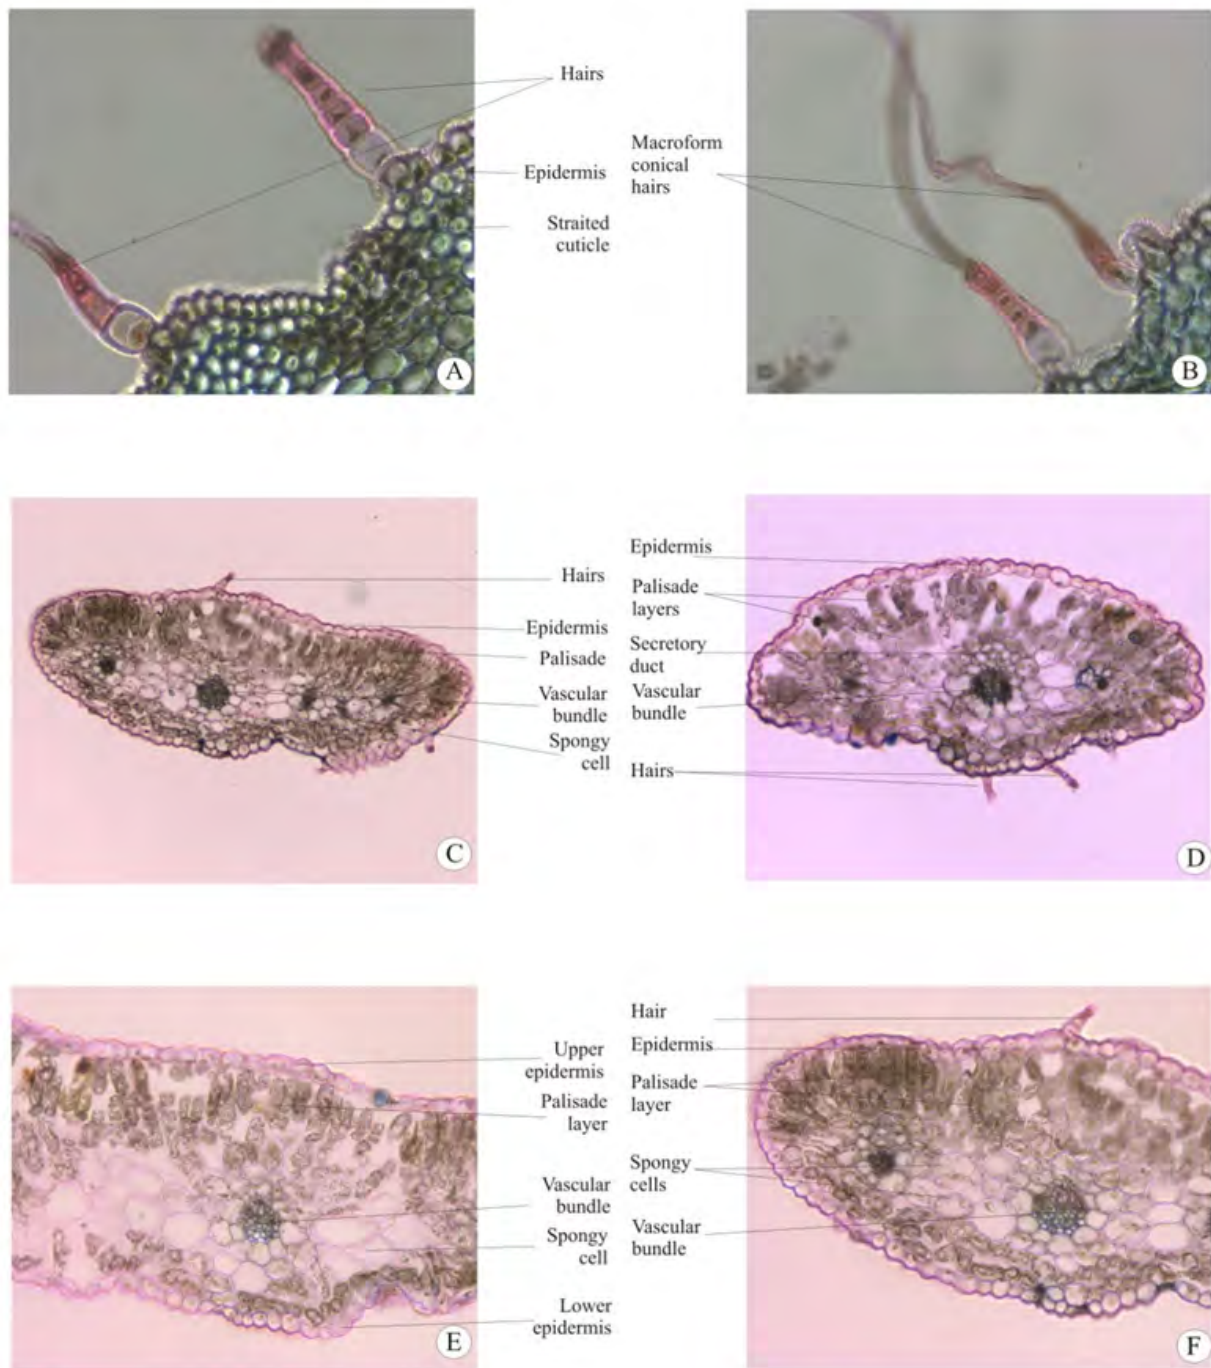 Hairs
Epidermis
Straited
cuticle
A
Macroform
conical
hairs
B
Hairs
Epidermis
Palisade
Vascular
bundle
Spongy
cell
C
Epidermis
Palisade
layers
Secretory
duct
Vascular
bundle
Hairs
D
Upper
epidermis
Palisade
layer
Vascular
bundle
Spongy
cell
Lower
epidermis
E
Hair
Epidermis
Palisade
layer
Spongy
cells
Vascular
bundle
F